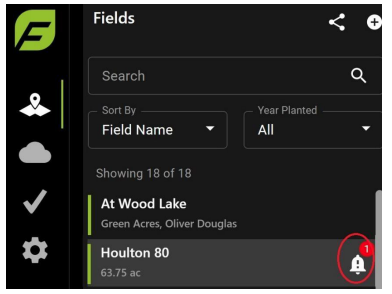 Fields
Search
Sort By
Field Name
Year Planted
All
Showing 18 of 18
At Wood Lake
Green Acres, Oliver Douglas
Houlton 80
63.75 ac
1